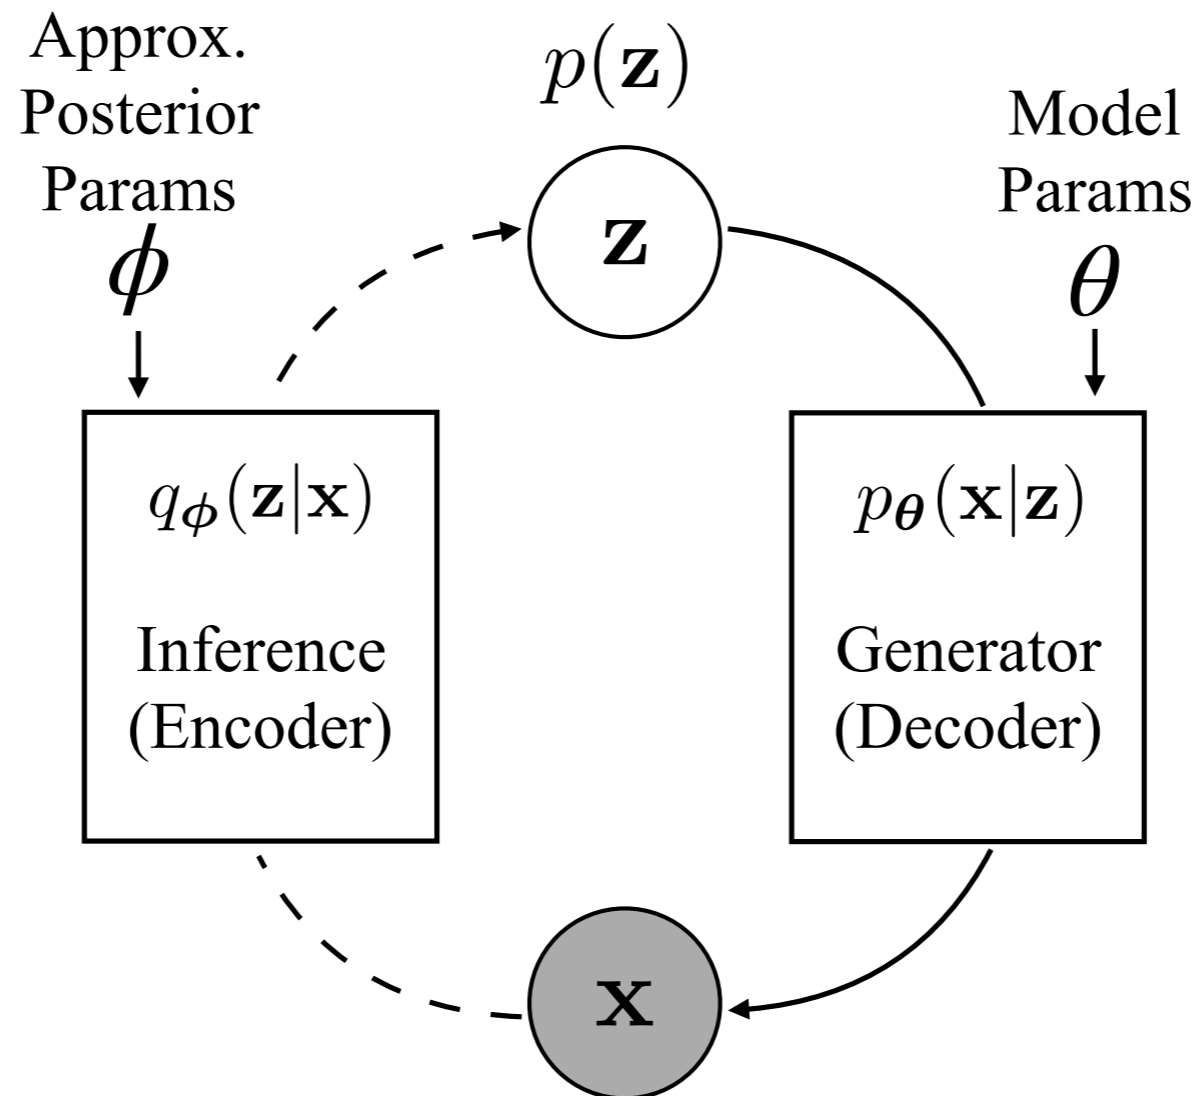 Approx.
Posterior
Params
ϕ
p(𝐳)
𝐳
Model
Params
θ
q_ϕ(𝐳|𝐱)
Inference
(Encoder)
p_θ(𝐱|𝐳)
Generator
(Decoder)
𝐱